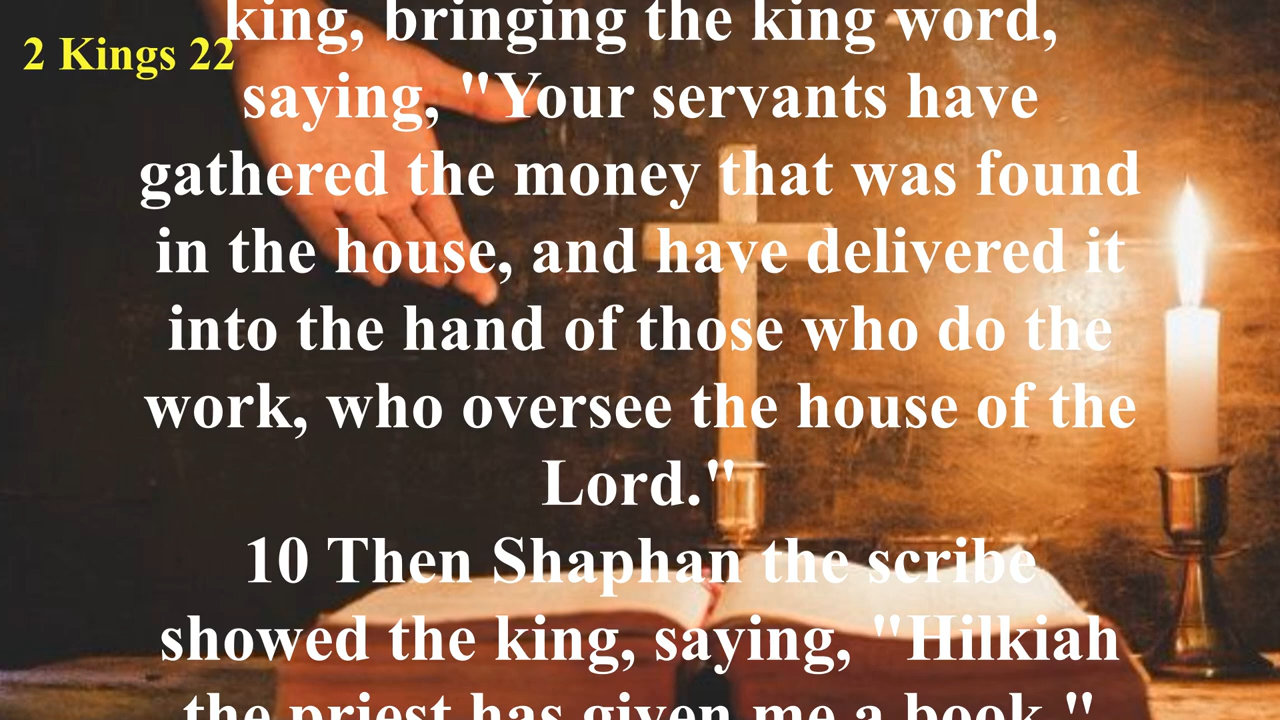 king, bringing the king word,
2 Kings 22
saying, "Your servants have
gathered the money that was found
in the house, and have delivered it
into the hand of those who do the
work, who oversee the house of the
Lord."
10 Then Shaphan the scribe
showed the king, saying, "Hilkiah
the priest has given me a book."